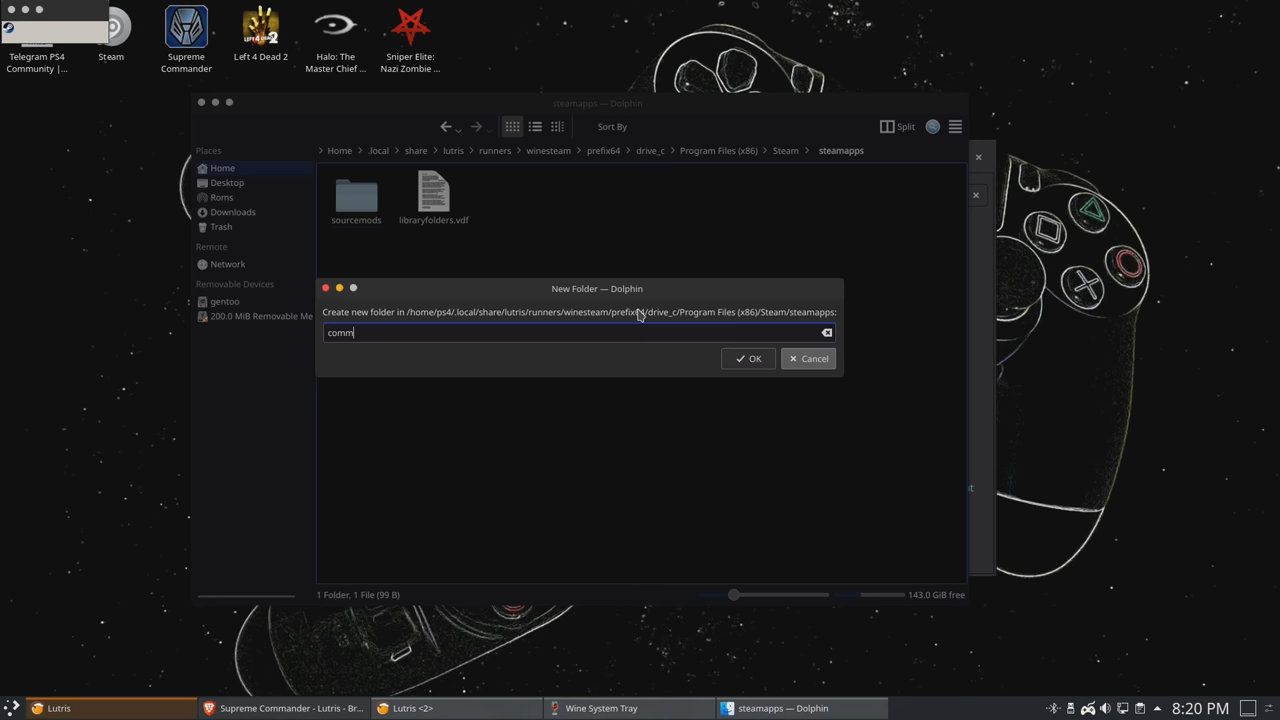 Telegram PS4
Community |...
Steam
Supreme
Commander
Left 4 Dead 2
Halo: The
Master Chief ...
Sniper Elite:
Nazi Zombie ...
steamapps — Dolphin
Sort By
Split
Places
Home
Desktop
Roms
Downloads
Trash
Remote
Network
Removable Devices
gentoo
200.0 MiB Removable Me
Home
.local
share
lutris
runners
winesteam
prefix64
drive_c
Program Files (x86)
Steam
steamapps
sourcemods
libraryfolders.vdf
New Folder — Dolphin
Create new folder in /home/ps4/.local/share/lutris/runners/winesteam/prefix64/drive_c/Program Files (x86)/Steam/steamapps:
comm
OK
Cancel
1 Folder, 1 File (99 B)
143.0 GiB free
Lutris
Supreme Commander - Lutris - Br...
Lutris <2>
Wine System Tray
steamapps — Dolphin
8:20 PM